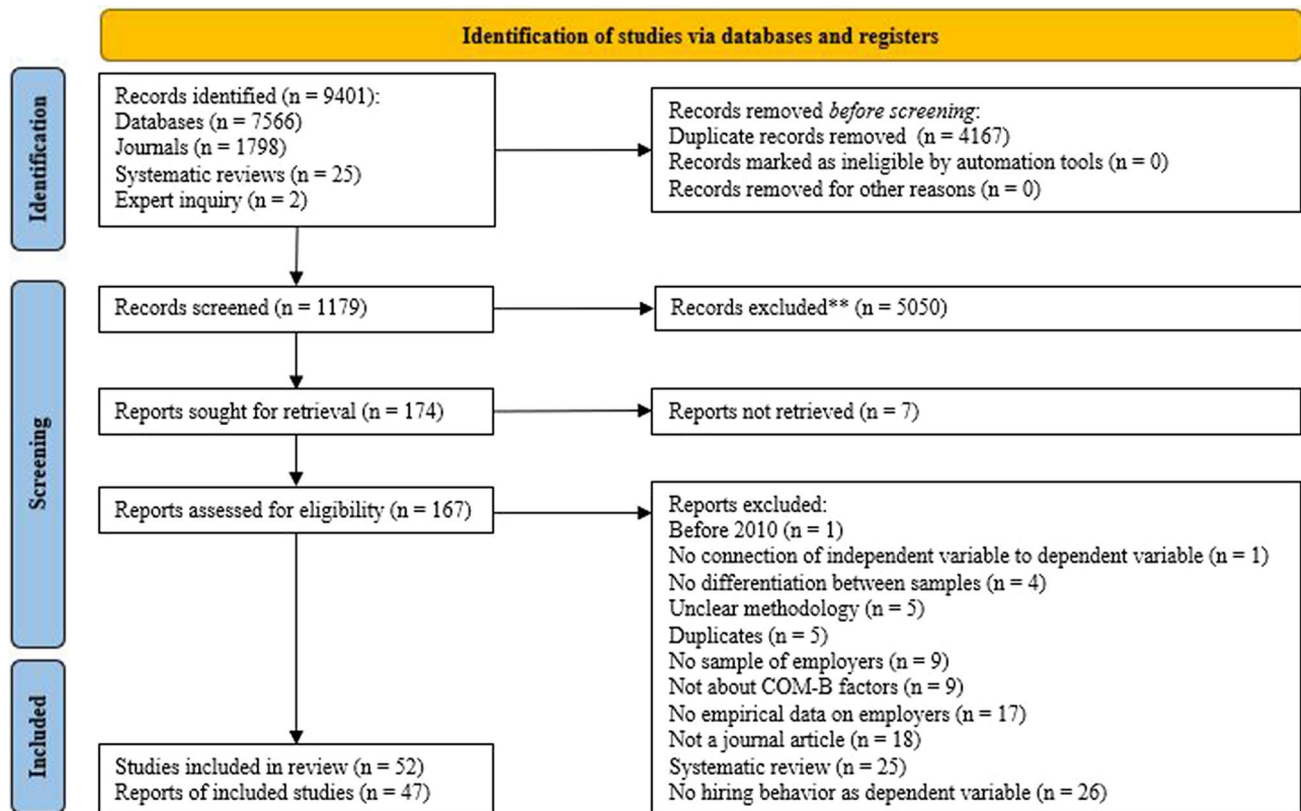 Identification of studies via databases and registers
Identification
Records identified (n = 9401):
Databases (n = 7566)
Journals (n = 1798)
Systematic reviews (n = 25)
Expert inquiry (n = 2)
Records removed before screening:
Duplicate records removed (n = 4167)
Records marked as ineligible by automation tools (n = 0)
Records removed for other reasons (n = 0)
Screening
Records screened (n = 1179)
Records excluded** (n = 5050)
Reports sought for retrieval (n = 174)
Reports not retrieved (n = 7)
Reports assessed for eligibility (n = 167)
Reports excluded:
Before 2010 (n = 1)
No connection of independent variable to dependent variable (n = 1)
No differentiation between samples (n = 4)
Unclear methodology (n = 5)
Duplicates (n = 5)
No sample of employers (n = 9)
Not about COM-B factors (n = 9)
No empirical data on employers (n = 17)
Not a journal article (n = 18)
Systematic review (n = 25)
No hiring behavior as dependent variable (n = 26)
Included
Studies included in review (n = 52)
Reports of included studies (n = 47)